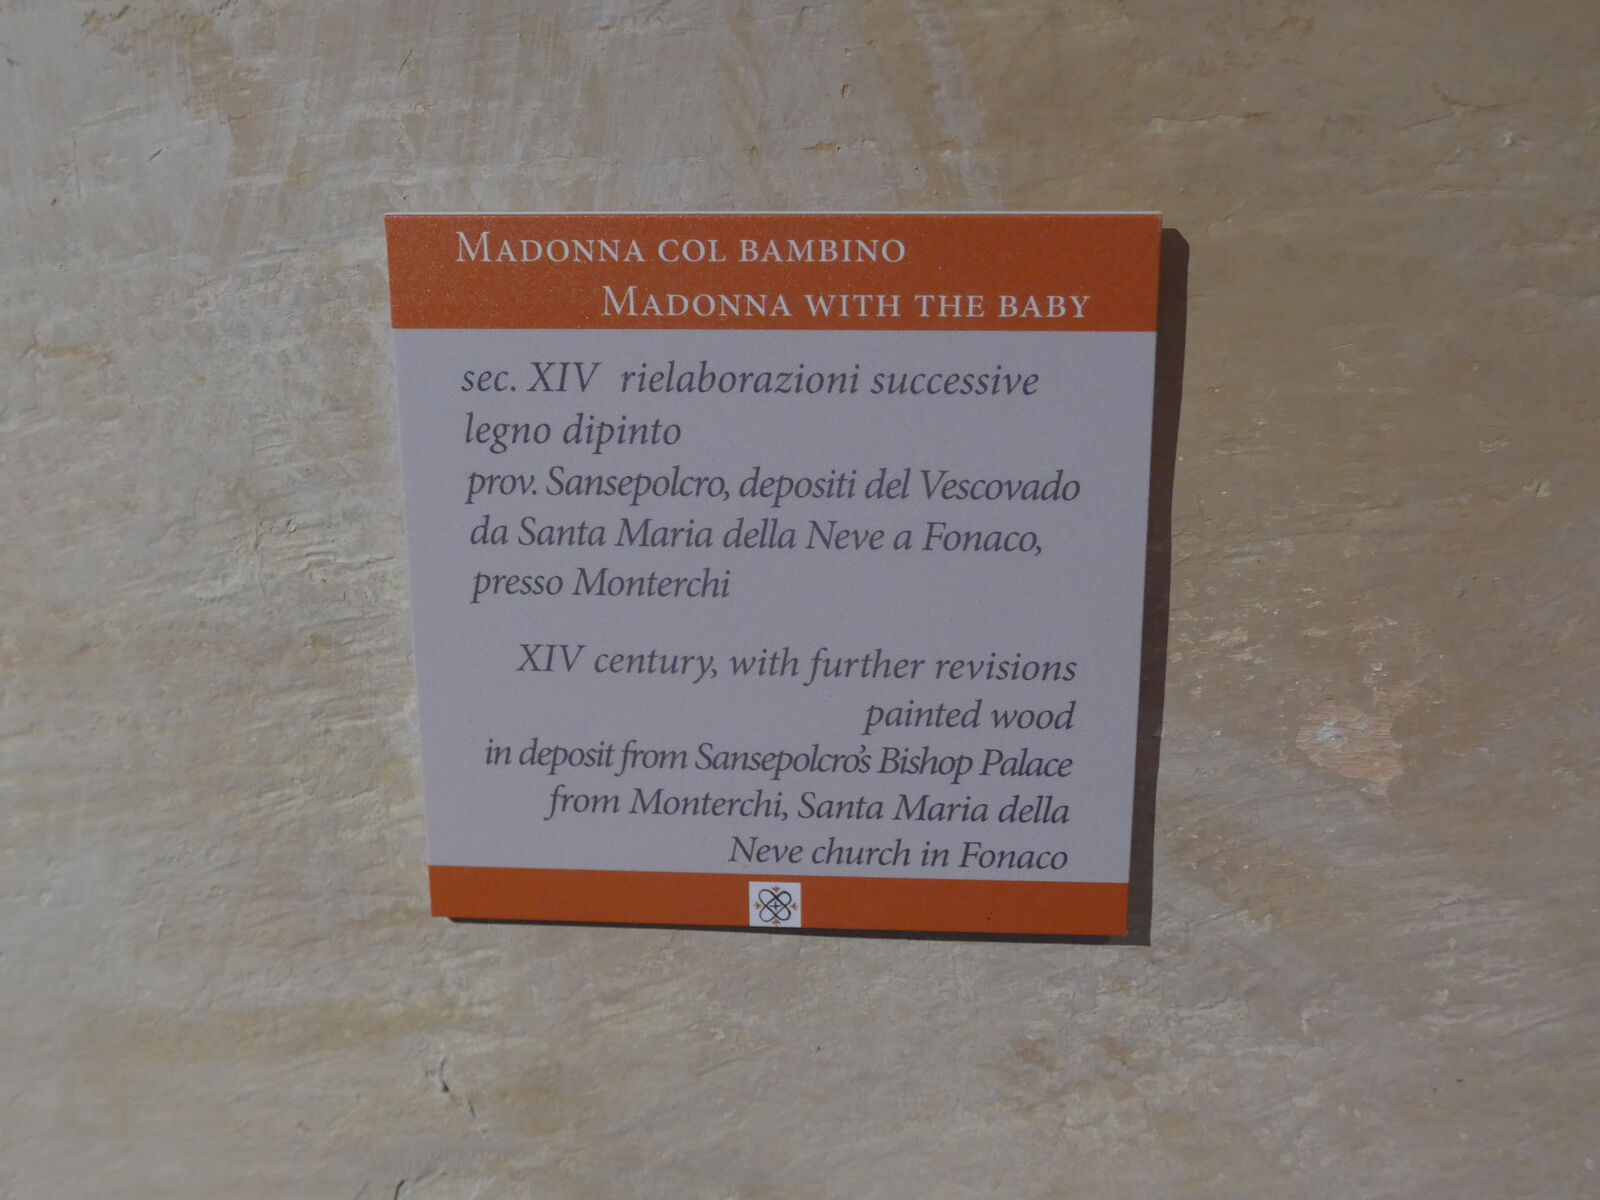 Madonna col bambino
Madonna with the baby
sec. XIV rielaborazioni successive
legno dipinto
prov. Sansepolcro, depositi del Vescovado
da Santa Maria della Neve a Fonaco,
presso Monterchi
XIV century, with further revisions
painted wood
in deposit from Sansepolcro's Bishop Palace
from Monterchi, Santa Maria della
Neve church in Fonaco